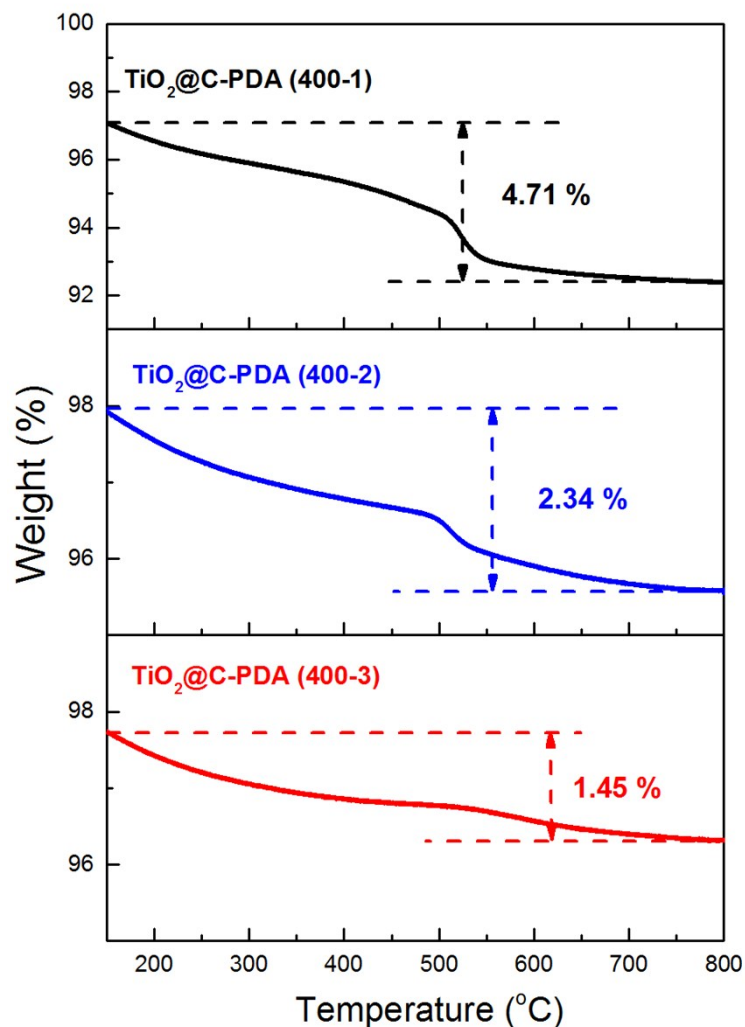 100
98
96
94
92
TiO₂@C-PDA (400-1)
4.71 %
98
96
TiO₂@C-PDA (400-2)
2.34 %
98
96
TiO₂@C-PDA (400-3)
1.45 %
Weight (%)
200 300 400 500 600 700 800
Temperature (°C)